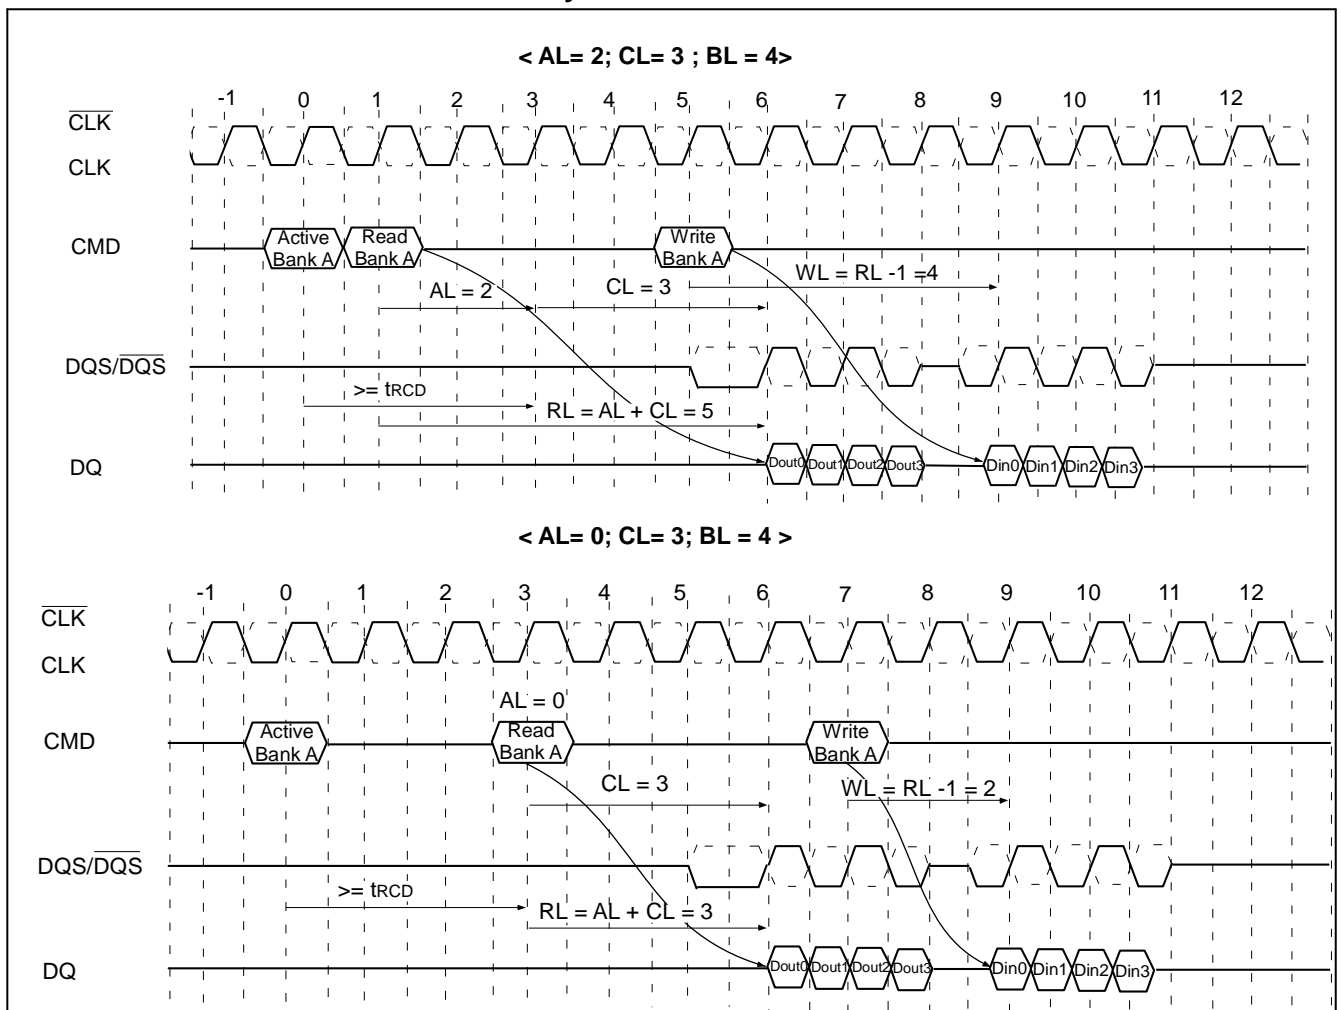 < AL= 2; CL= 3 ; BL = 4>
-1 0 1 2 3 4 5 6 7 8 9 10 11 12
CLK
CLK
CMD
Active
Bank A
Read
Bank A
Write
Bank A
WL = RL -1 =4
AL = 2
CL = 3
DQS/DQS
>= tRCD
RL = AL + CL = 5
DQ
Dout0 Dout1 Dout2 Dout3
Din0 Din1 Din2 Din3
< AL= 0; CL= 3; BL = 4 >
-1 0 1 2 3 4 5 6 7 8 9 10 11 12
CLK
CLK
AL = 0
CMD
Active
Bank A
Read
Bank A
Write
Bank A
CL = 3
WL = RL -1 = 2
DQS/DQS
>= tRCD
RL = AL + CL = 3
DQ
Dout0 Dout1 Dout2 Dout3
Din0 Din1 Din2 Din3